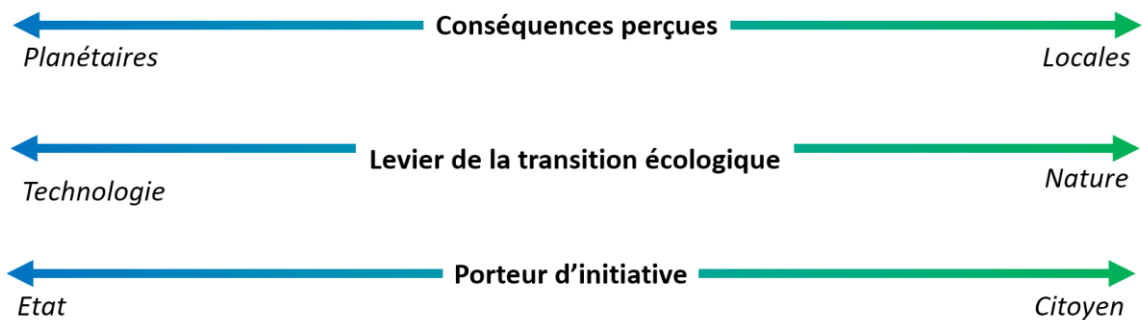 Conséquences perçues
Planétaires
Locales
Levier de la transition écologique
Technologie
Nature
Porteur d’initiative
Etat
Citoyen